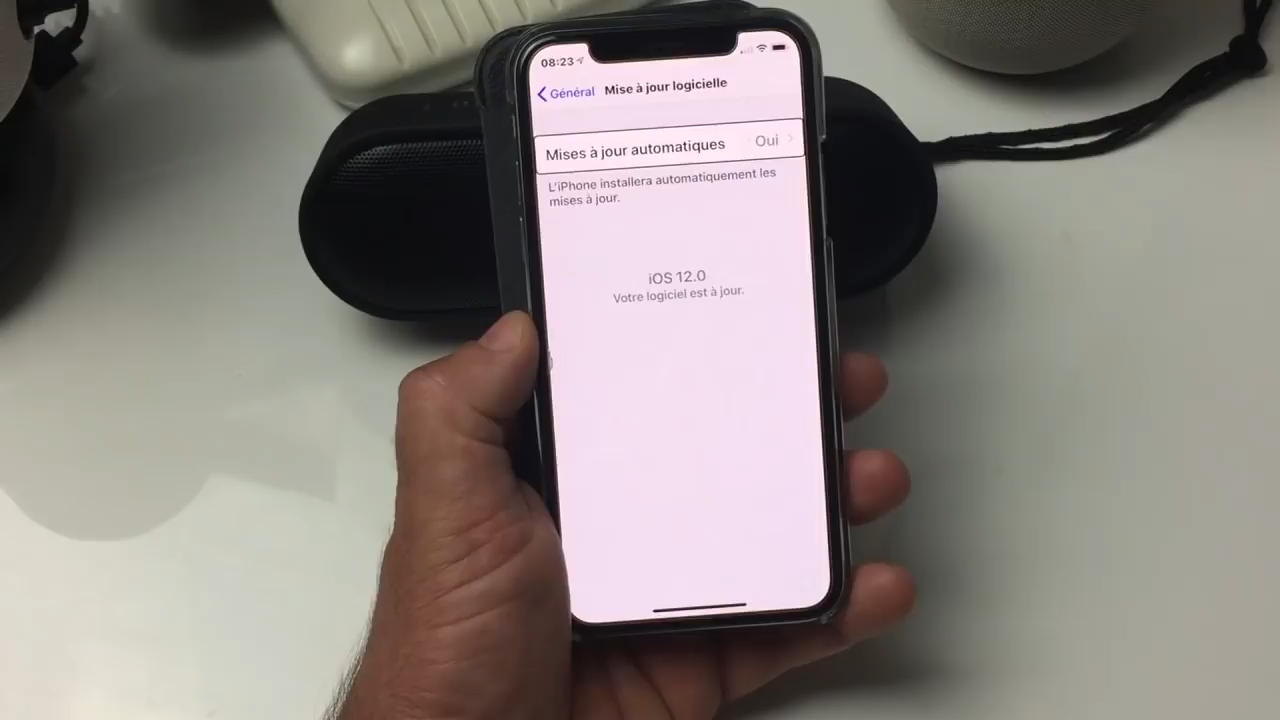 08:23
Général Mise à jour logicielle
Mises à jour automatiques Oui
L'iPhone installera automatiquement les
mises à jour.
iOS 12.0
Votre logiciel est à jour.